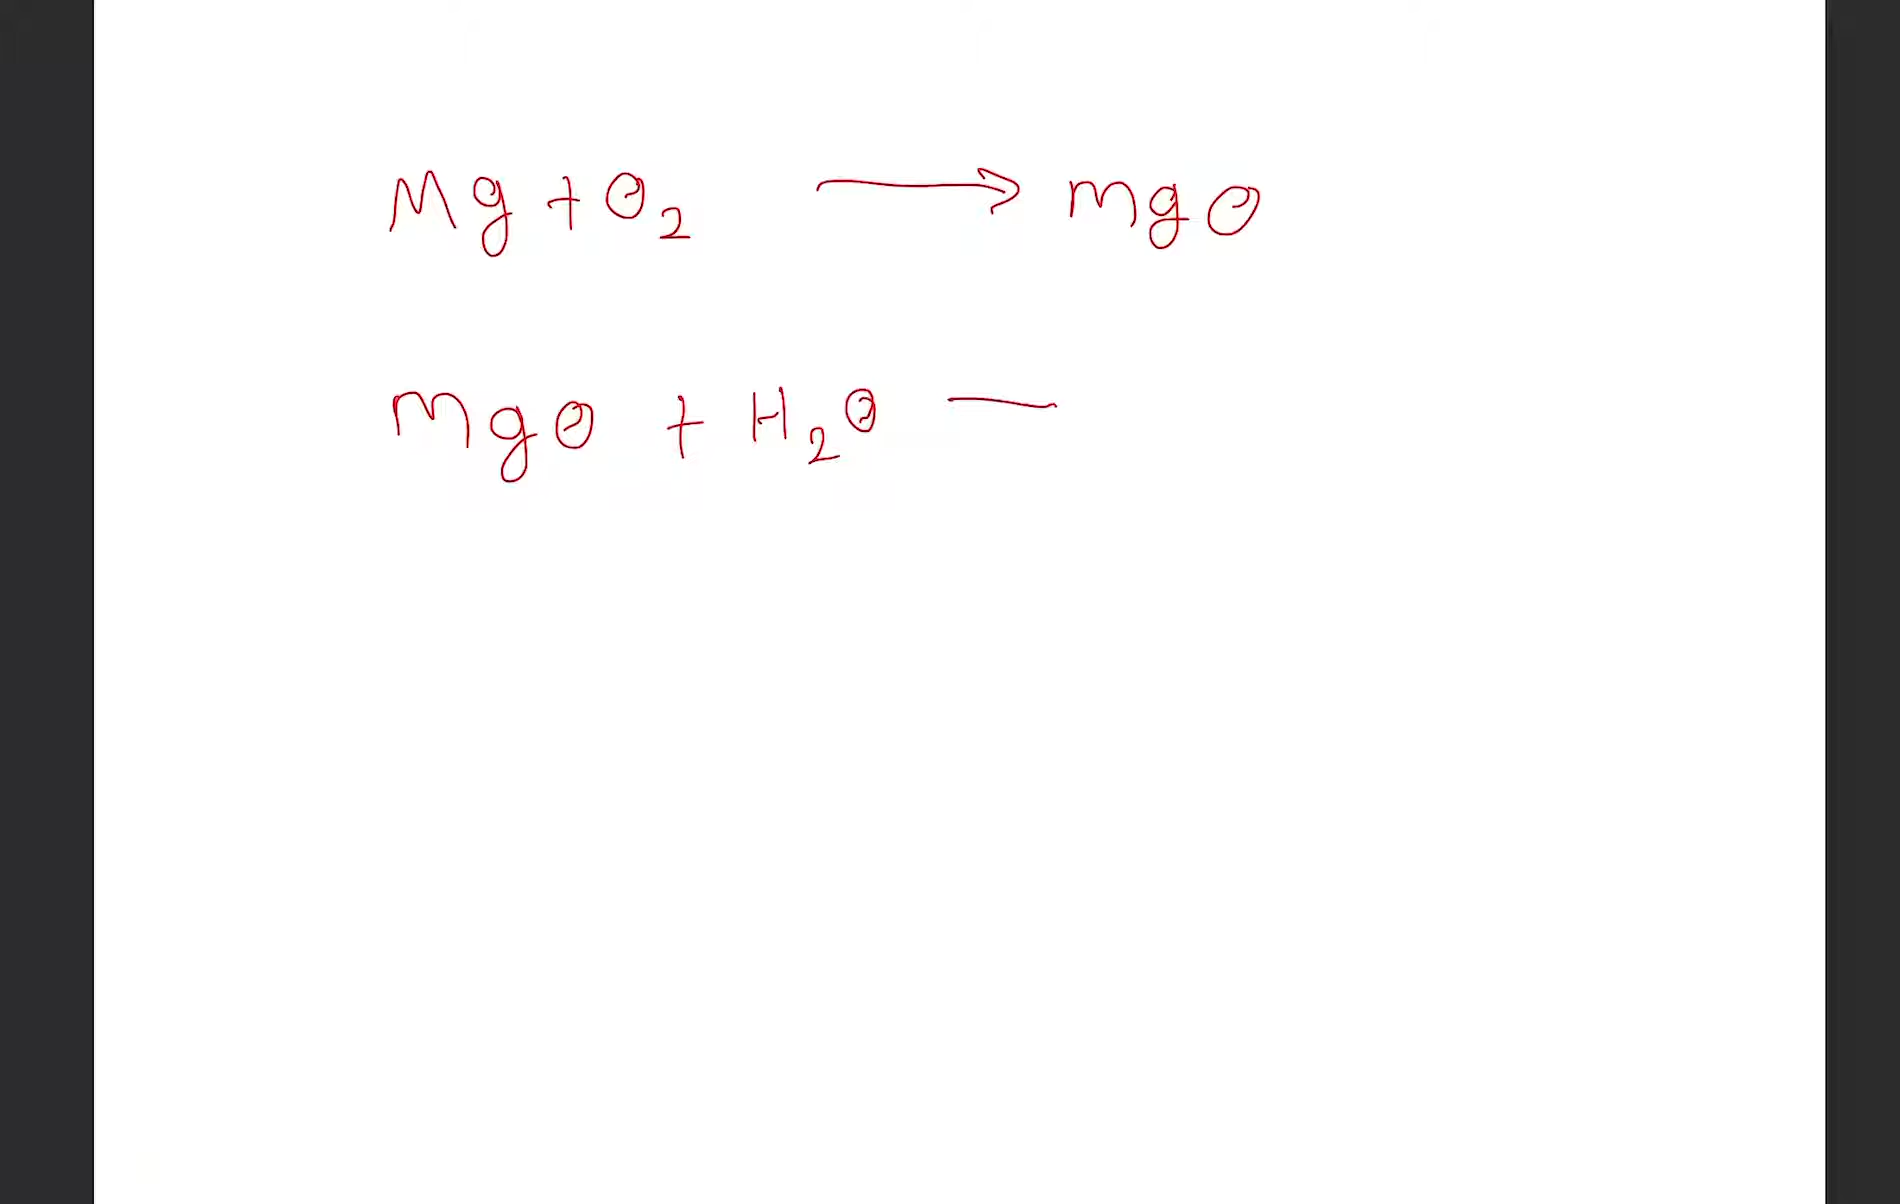 Mg + O₂ ⟶ MgO
MgO + H₂O —